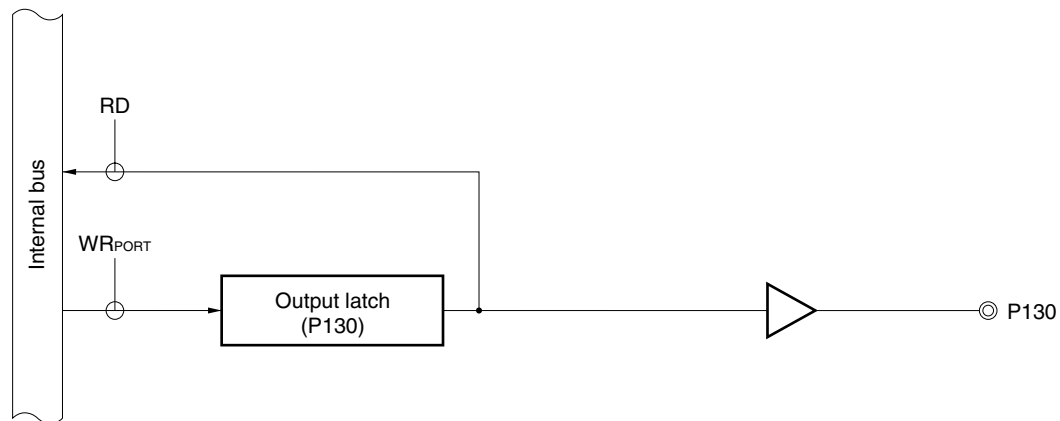 RD
Internal bus
WRPORT
Output latch
(P130)
P130